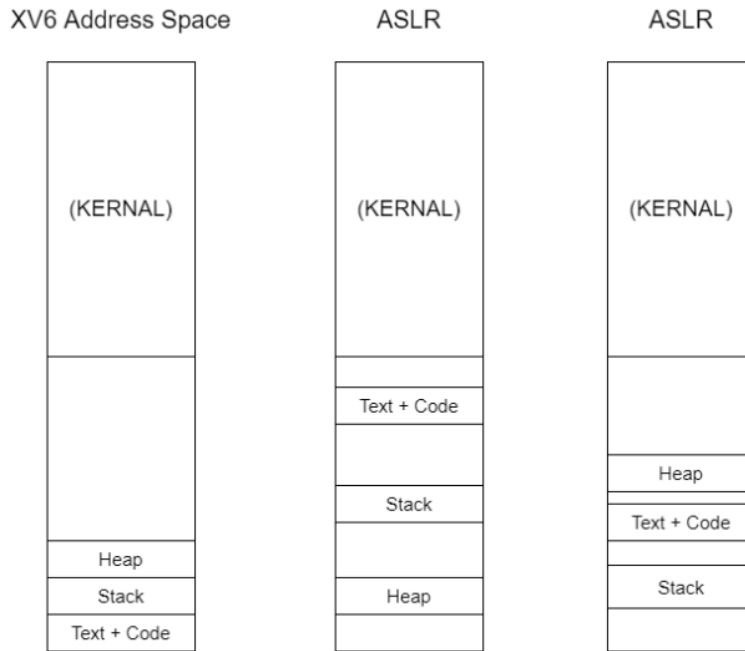 XV6 Address Space
ASLR
ASLR
(KERNAL)
(KERNAL)
(KERNAL)
Text + Code
Heap
Stack
Text + Code
Heap
Stack
Heap
Stack
Text + Code